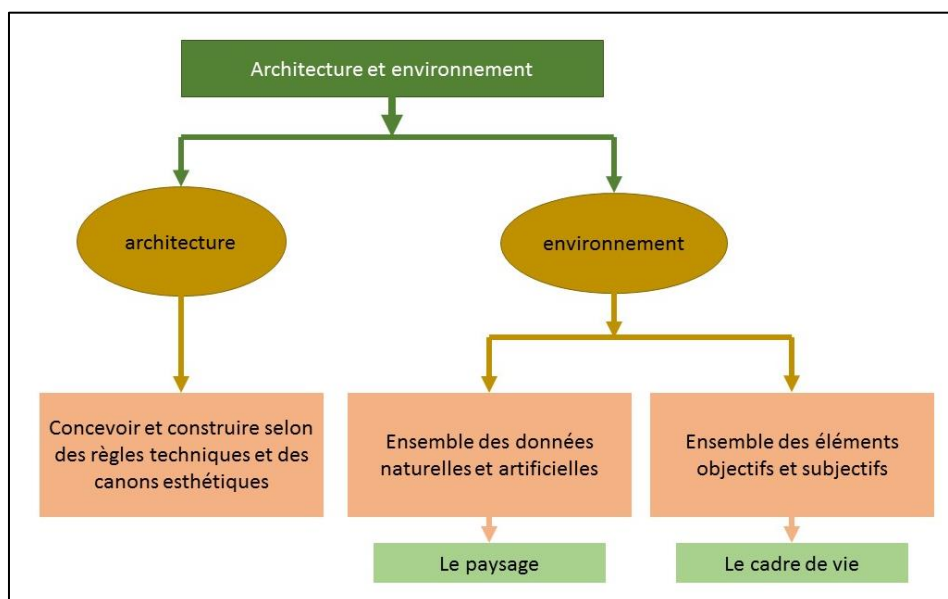 Architecture et environnement
architecture
environnement
Concevoir et construire selon
des règles techniques et des
canons esthétiques
Ensemble des données
naturelles et artificielles
Ensemble des éléments
objectifs et subjectifs
Le paysage
Le cadre de vie